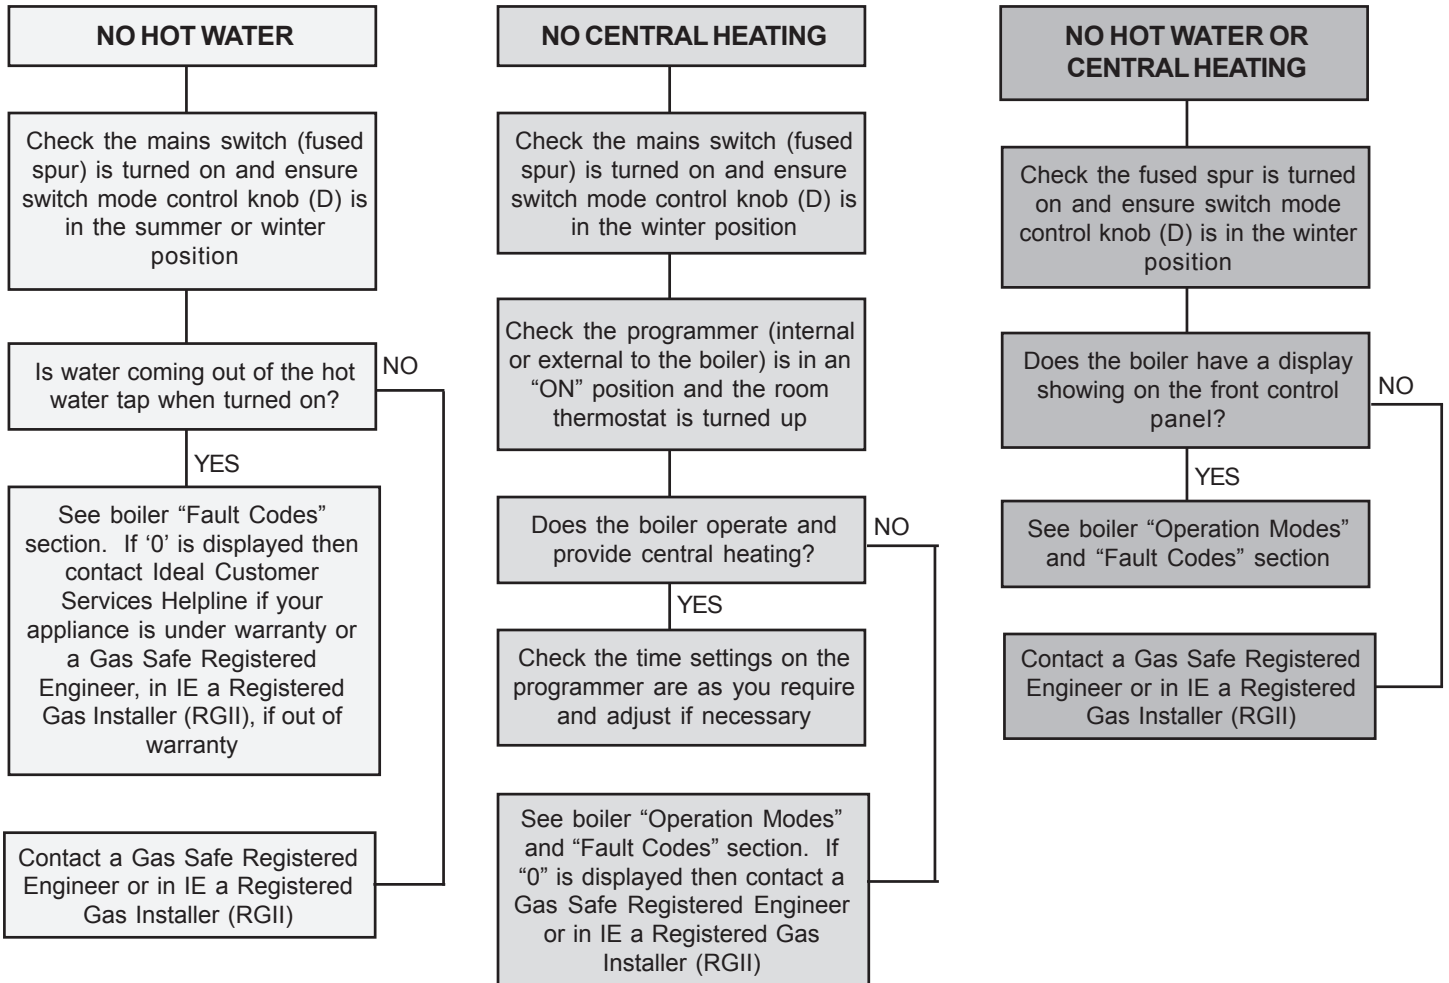 NO HOT WATER
Check the mains switch (fused
spur) is turned on and ensure
switch mode control knob (D) is
in the summer or winter
position
Is water coming out of the hot
water tap when turned on?
NO
YES
See boiler “Fault Codes”
section. If ‘0’ is displayed then
contact Ideal Customer
Services Helpline if your
appliance is under warranty or
a Gas Safe Registered
Engineer, in IE a Registered
Gas Installer (RGII), if out of
warranty
Contact a Gas Safe Registered
Engineer or in IE a Registered
Gas Installer (RGII)
NO CENTRAL HEATING
Check the mains switch (fused
spur) is turned on and ensure
switch mode control knob (D) is
in the winter position
Check the programmer (internal
or external to the boiler) is in an
“ON” position and the room
thermostat is turned up
Does the boiler operate and
provide central heating?
NO
YES
Check the time settings on the
programmer are as you require
and adjust if necessary
See boiler “Operation Modes”
and “Fault Codes” section. If
“0” is displayed then contact a
Gas Safe Registered Engineer
or in IE a Registered Gas
Installer (RGII)
NO HOT WATER OR
CENTRAL HEATING
Check the fused spur is turned
on and ensure switch mode
control knob (D) is in the winter
position
Does the boiler have a display
showing on the front control
panel?
NO
YES
See boiler “Operation Modes”
and “Fault Codes” section
Contact a Gas Safe Registered
Engineer or in IE a Registered
Gas Installer (RGII)